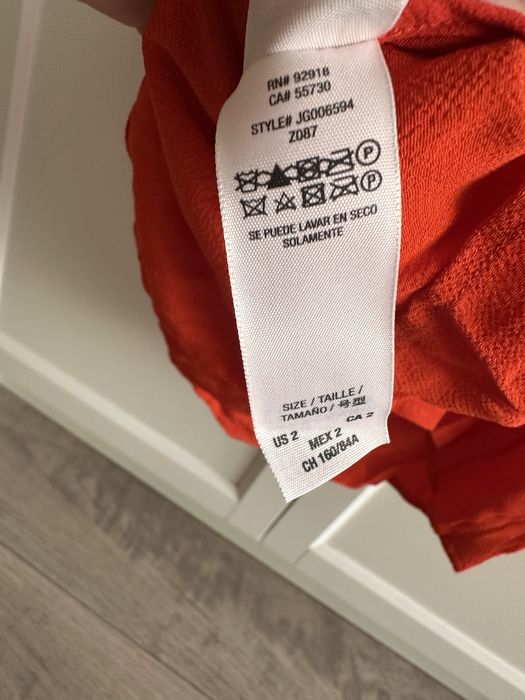 RN# 92918
CA# 55730
STYLE# JG006594
Z087
P
P
SE PUEDE LAVAR EN SECO
SOLAMENTE
SIZE / TAILLE /
TAMAÑO / 号型
US 2 MEX 2 CA 2
CH 160/84A